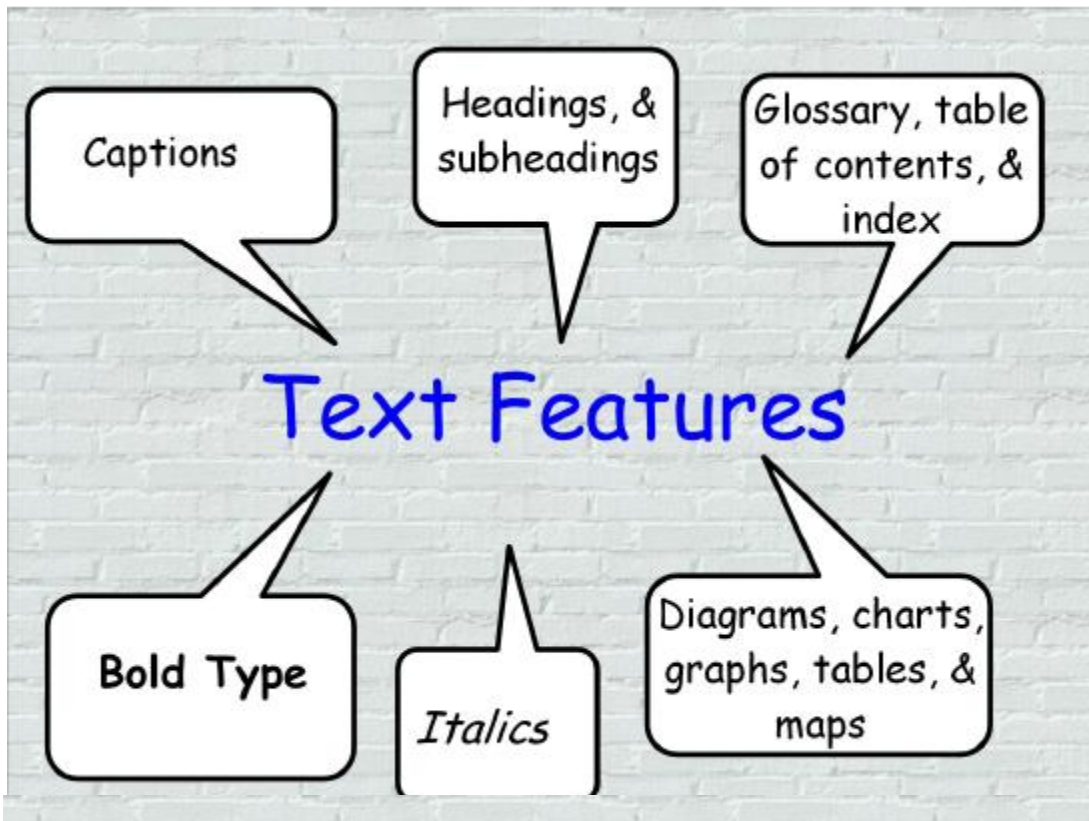 Captions
Headings, &
subheadings
Glossary, table
of contents, &
index
Text Features
Bold Type
Italics
Diagrams, charts,
graphs, tables, &
maps